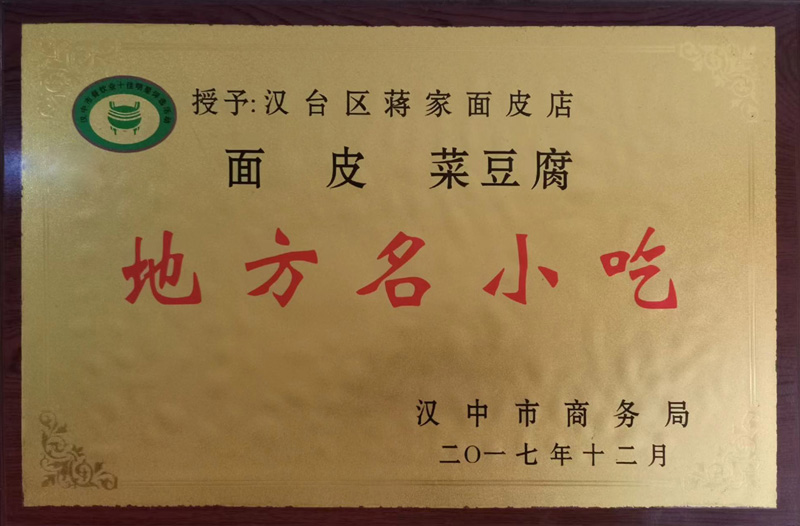 授予:汉台区蒋家面皮店
面皮 菜豆腐
地方名小吃
汉中市商务局
二〇一七年十二月